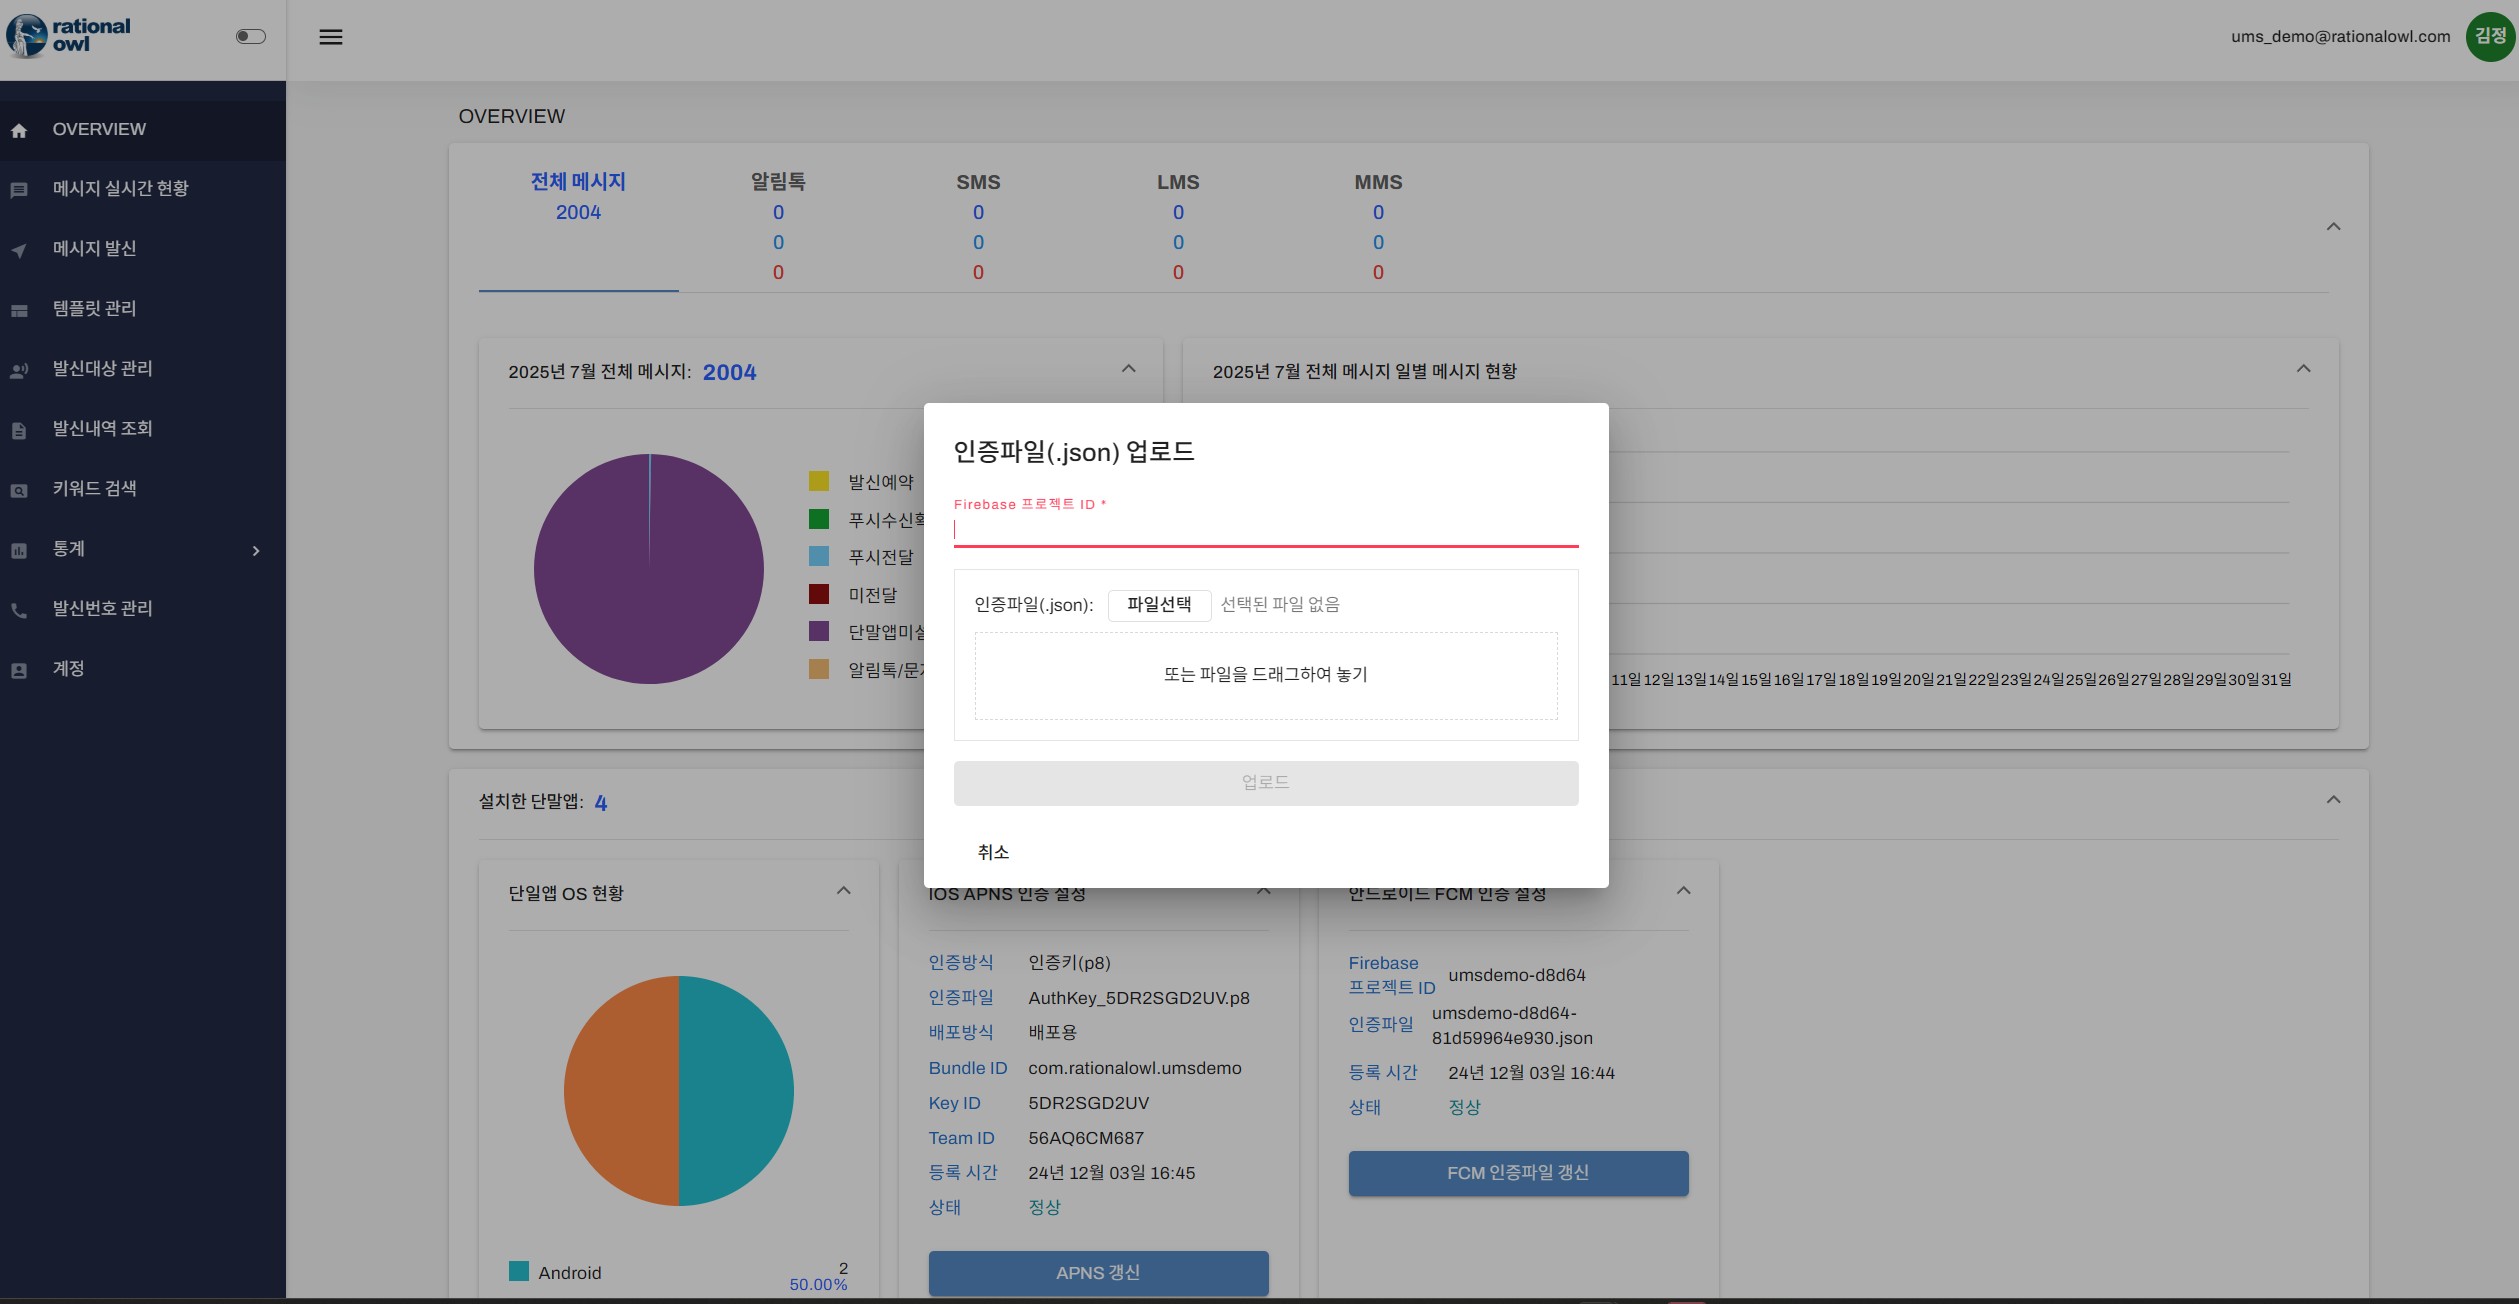 rational
owl
ums_demo@rationalowl.com
김정
OVERVIEW
메시지 실시간 현황
메시지 발신
템플릿 관리
발신대상 관리
발신내역 조회
키워드 검색
통계
발신번호 관리
계정
OVERVIEW
전체 메시지 알림톡 SMS LMS MMS
2004 0 0 0 0
0 0 0 0
0 0 0 0
2025년 7월 전체 메시지: 2004
발신예약
푸시수신확
푸시전달
미전달
단말앱미설
알림톡/문자
2025년 7월 전체 메시지 일별 메시지 현황
11일 12일 13일 14일 15일 16일 17일 18일 19일 20일 21일 22일 23일 24일 25일 26일 27일 28일 29일 30일 31일
인증파일(.json) 업로드
Firebase 프로젝트 ID *
인증파일(.json): 파일선택 선택된 파일 없음
또는 파일을 드래그하여 놓기
업로드
취소
설치한 단말앱: 4
단일앱 OS 현황
Android 2
50.00%
IOS APNS 인증 설정
인증방식 인증키(p8)
인증파일 AuthKey_5DR2SGD2UV.p8
배포방식 배포용
Bundle ID com.rationalowl.umsdemo
Key ID 5DR2SGD2UV
Team ID 56AQ6CM687
등록 시간 24년 12월 03일 16:45
상태 정상
APNS 갱신
안드로이드 FCM 인증 설정
Firebase
프로젝트 ID umsdemo-d8d64
인증파일 umsdemo-d8d64-
81d59964e930.json
등록 시간 24년 12월 03일 16:44
상태 정상
FCM 인증파일 갱신